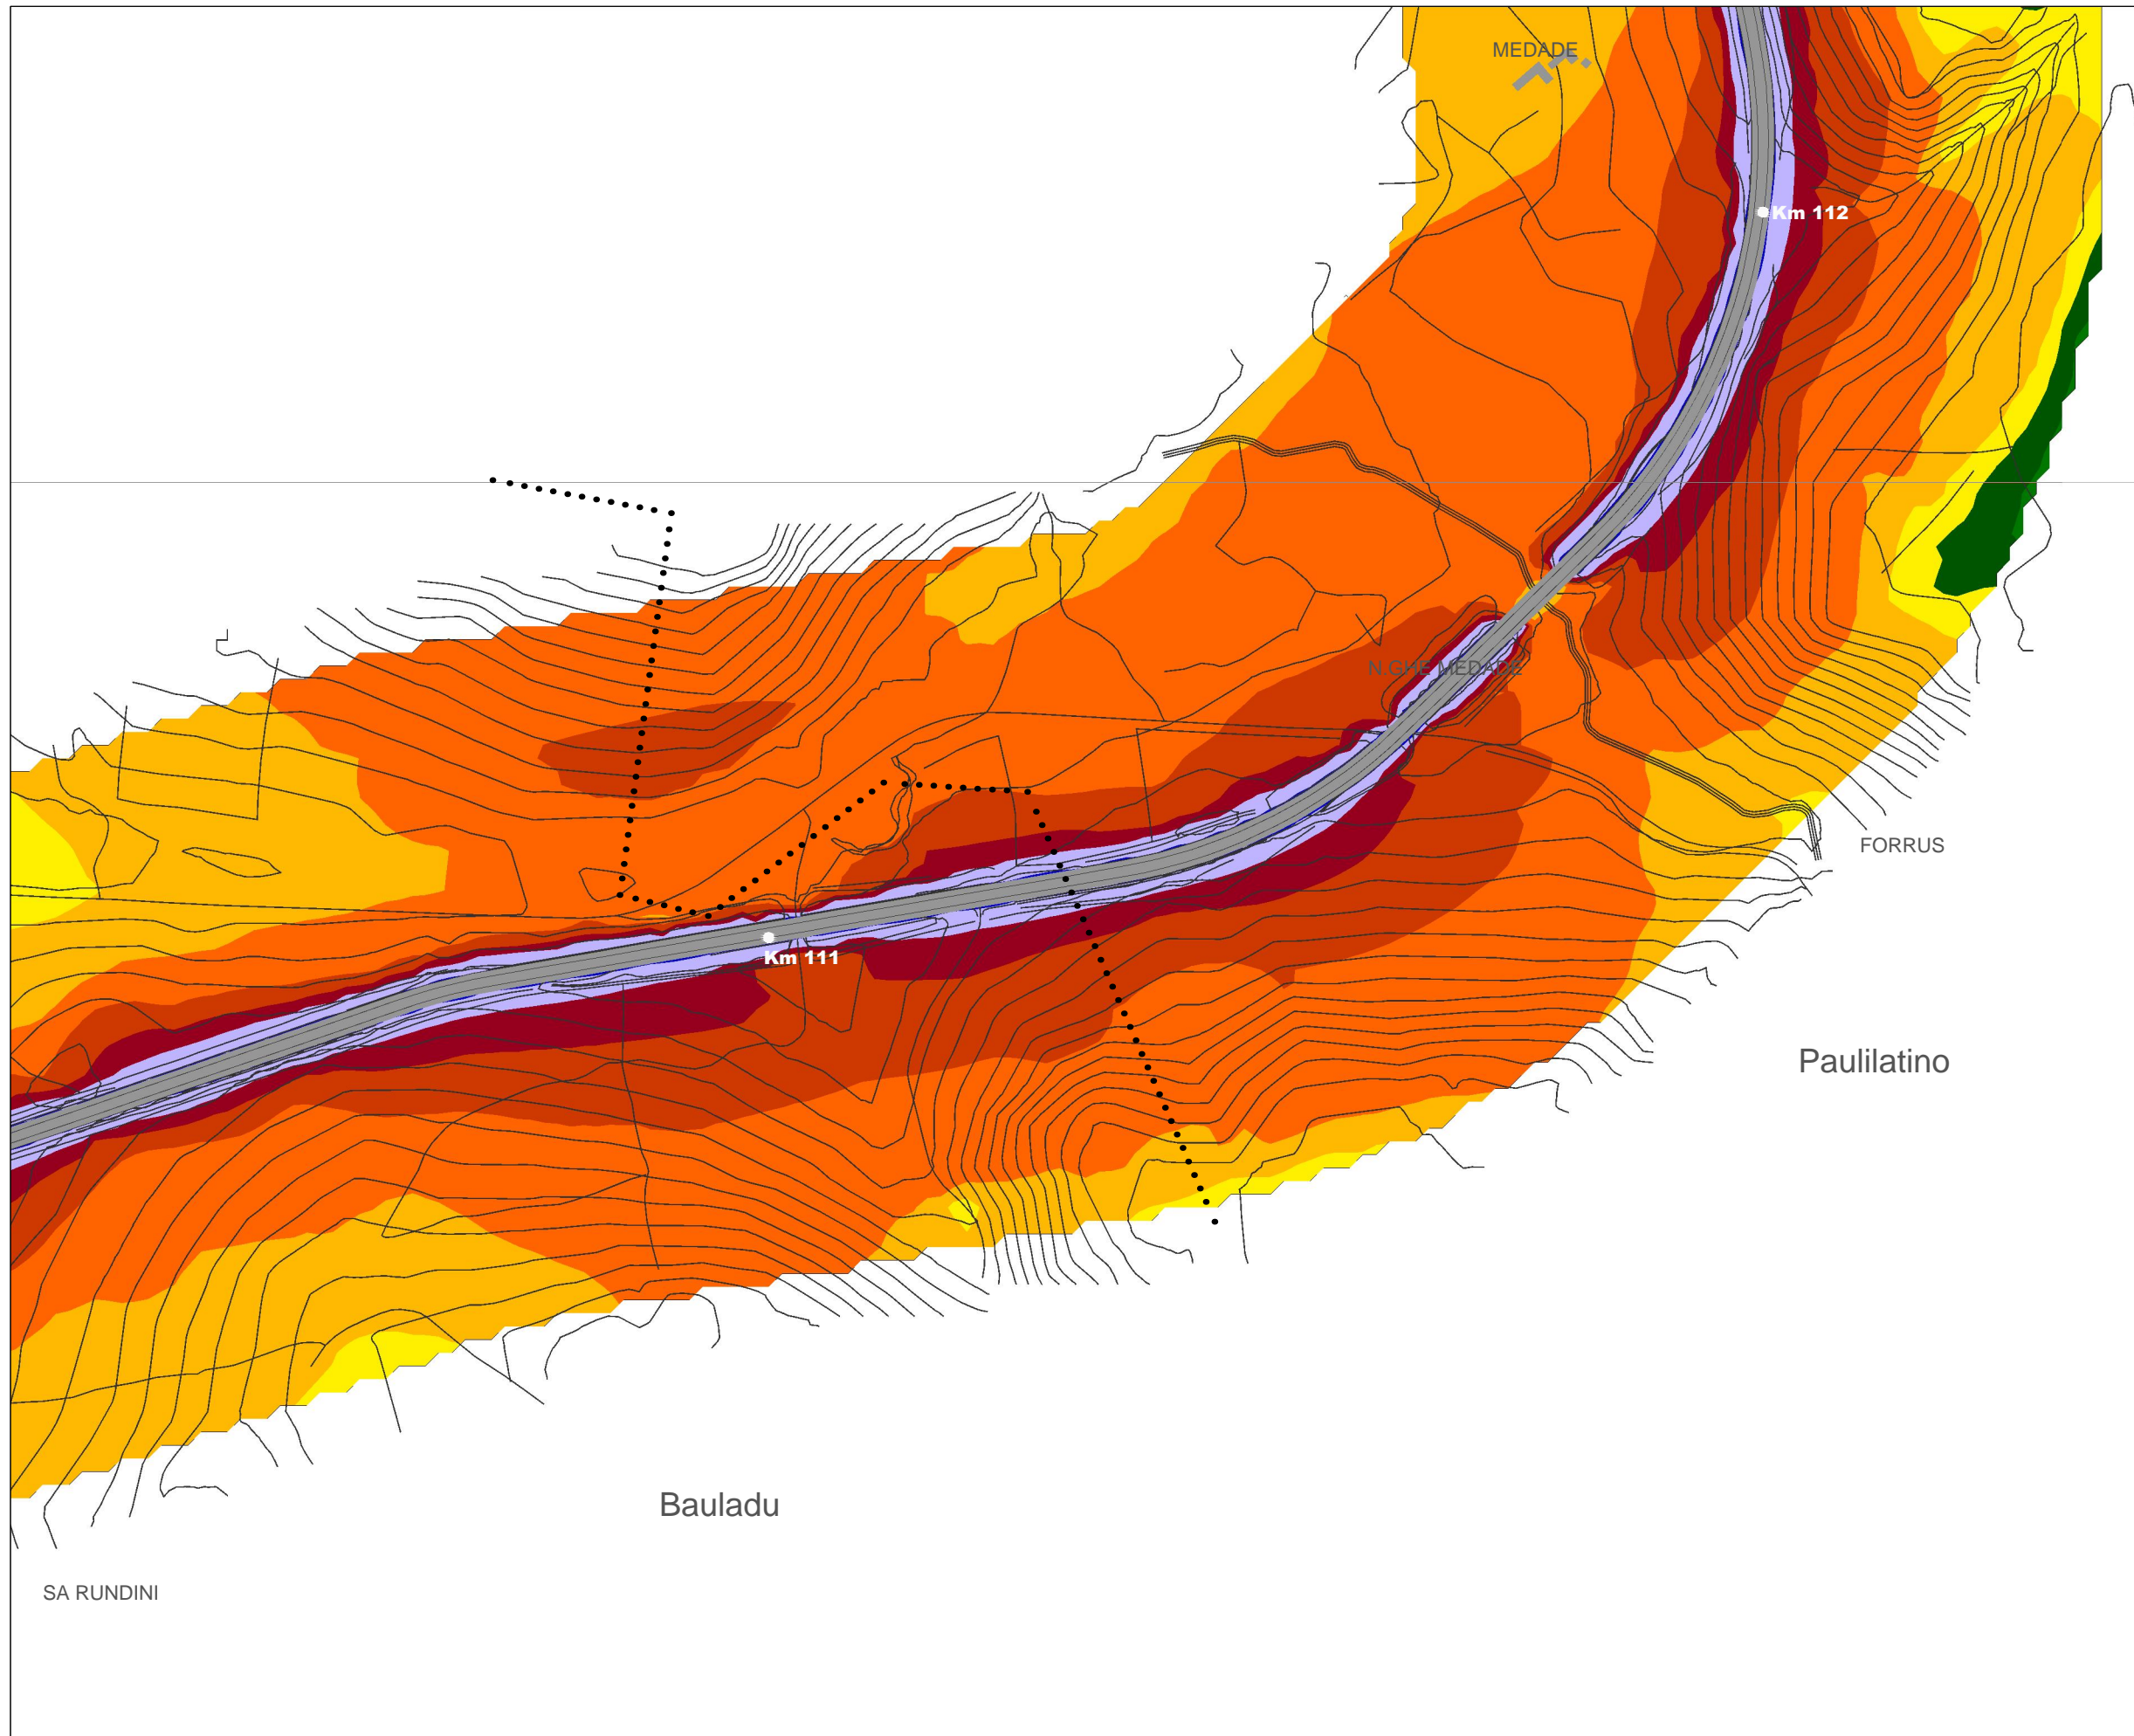 MEDADE
Km 112
N.GHE MEDADE
FORRUS
Km 111
Paulilatino
Bauladu
SA RUNDINI